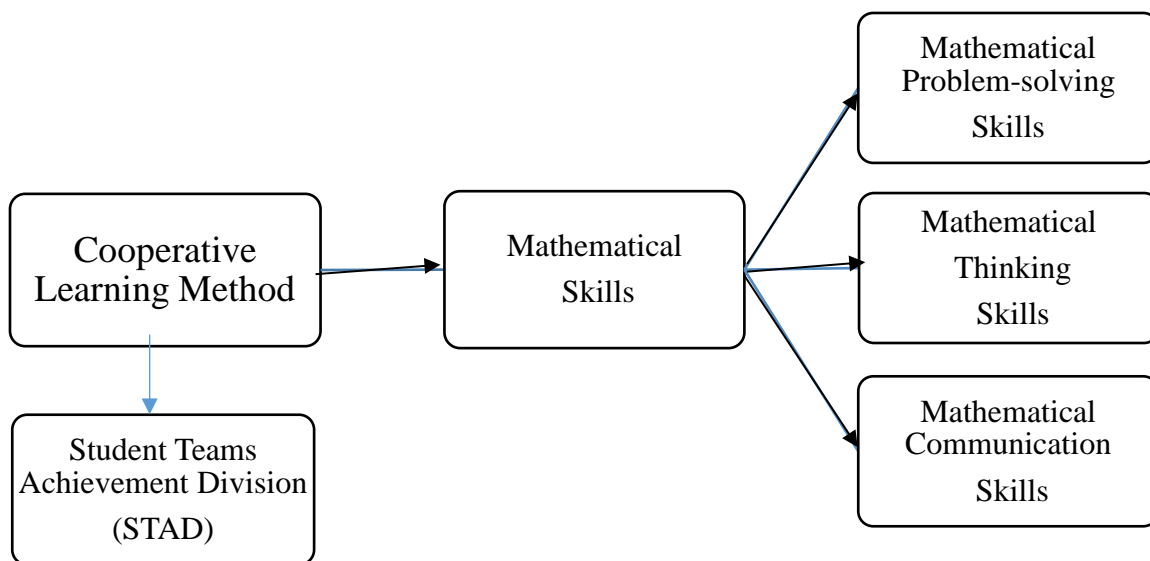 Cooperative
Learning Method
Student Teams
Achievement Division
(STAD)
Mathematical
Skills
Mathematical
Problem-solving
Skills
Mathematical
Thinking
Skills
Mathematical
Communication
Skills